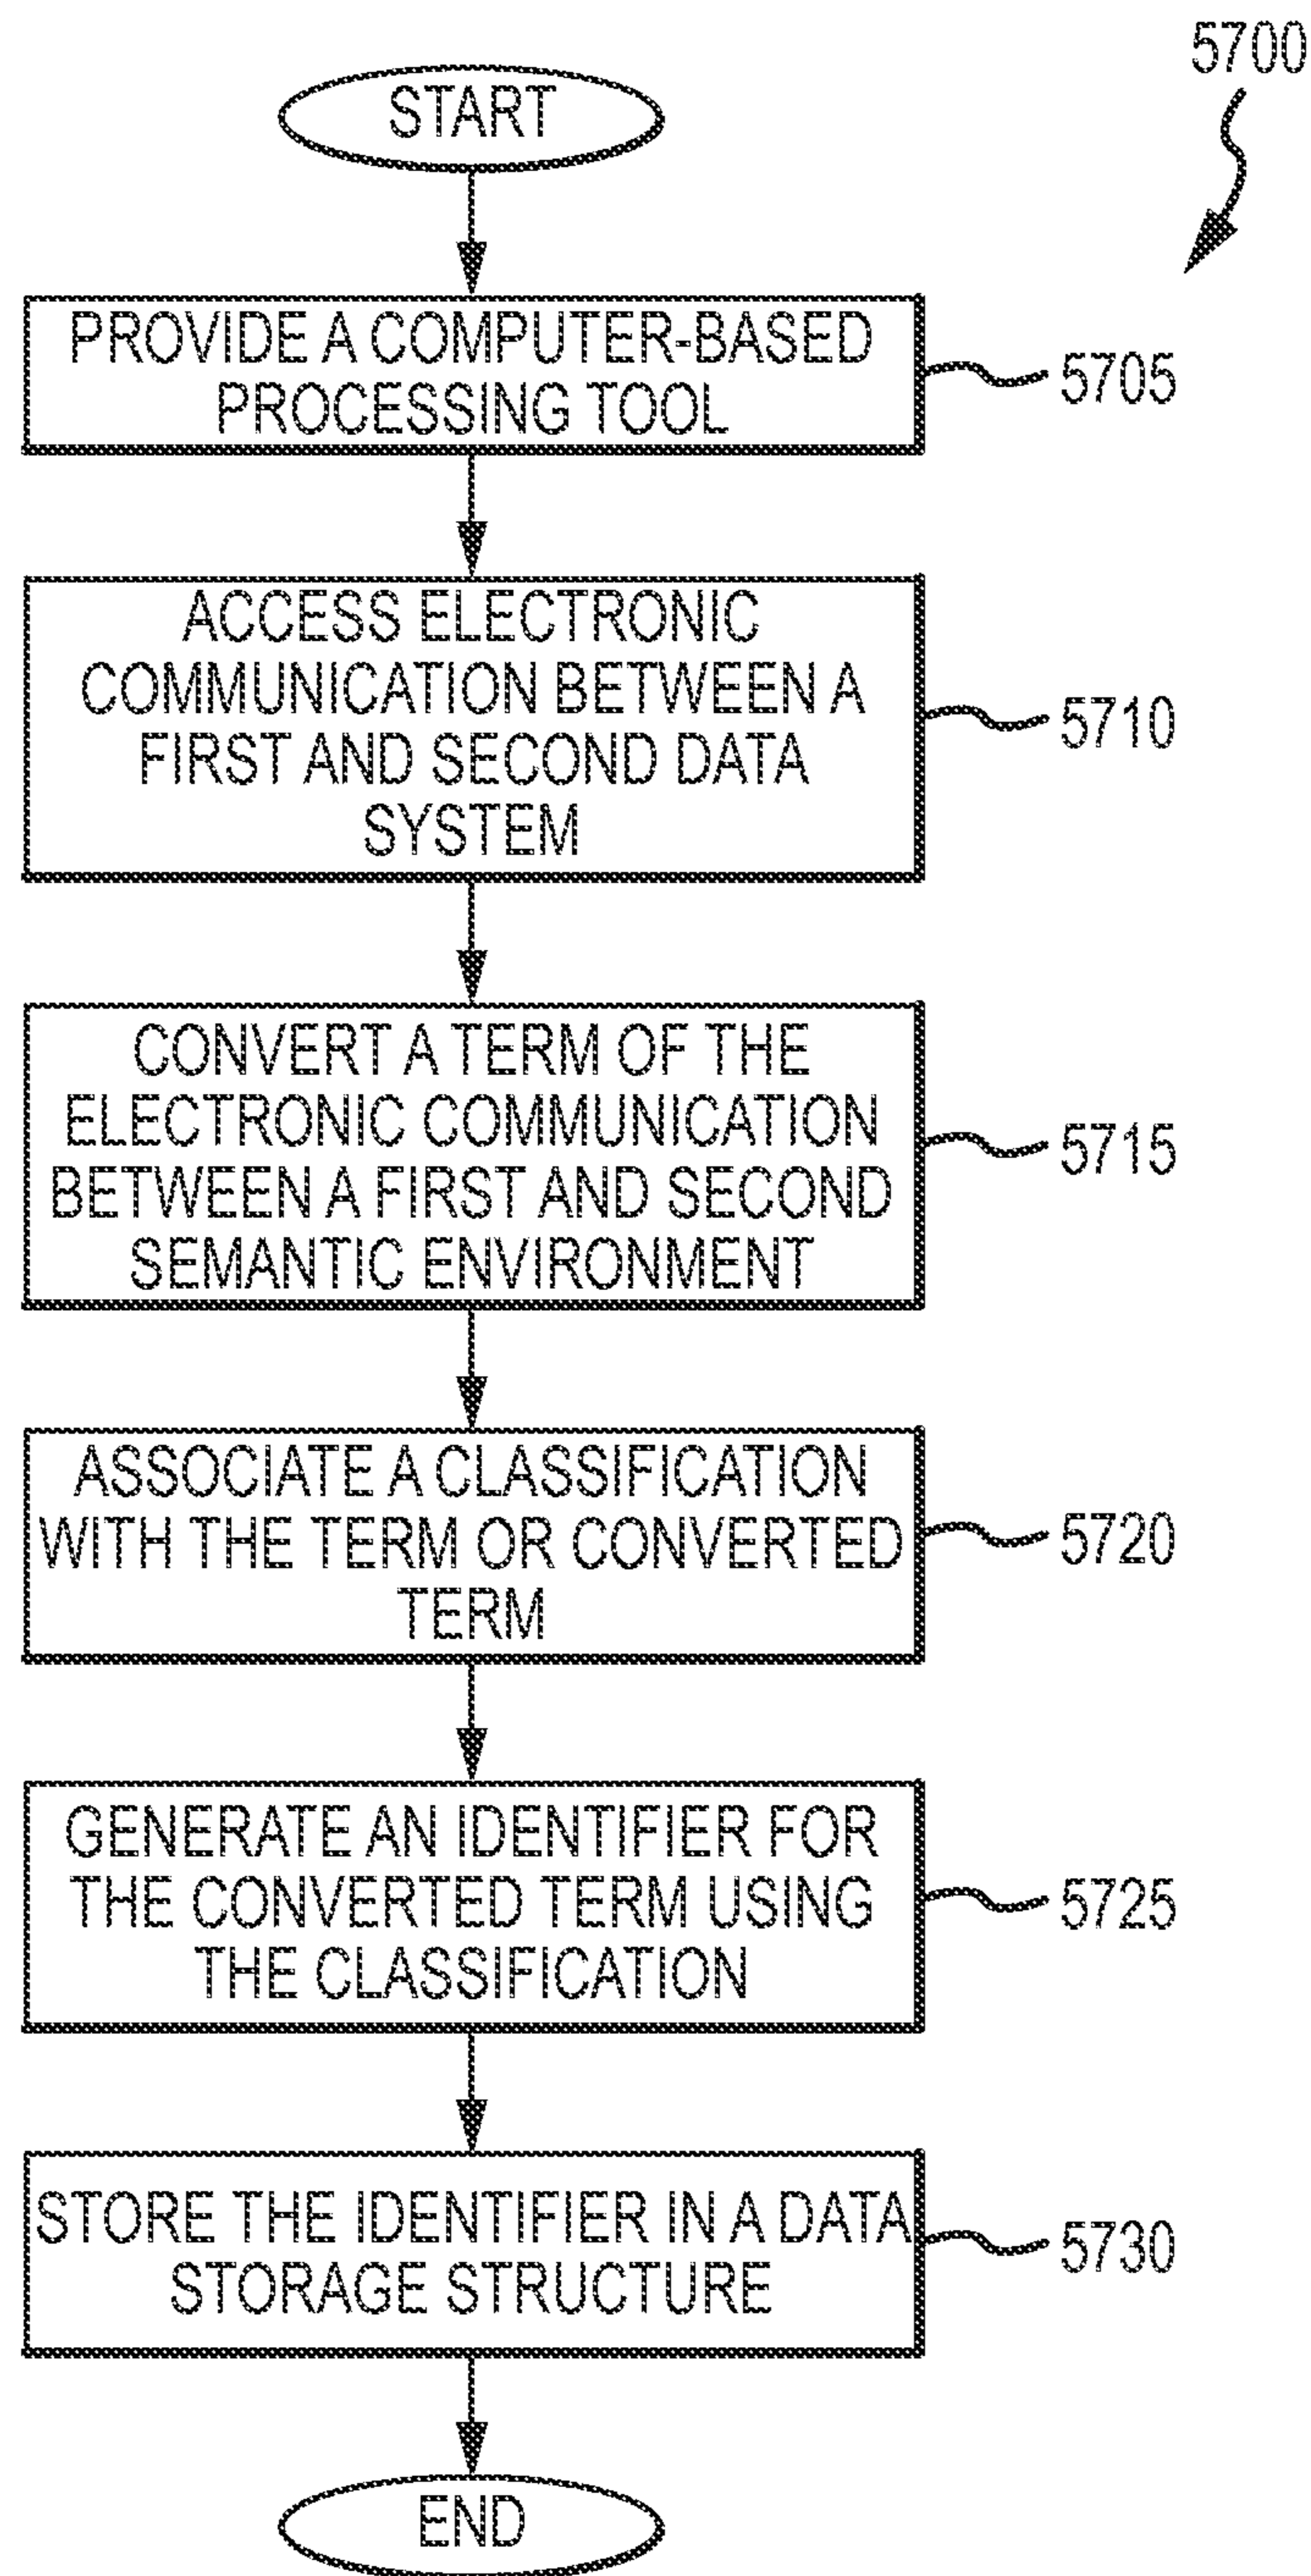 5700
START
PROVIDE A COMPUTER-BASED
PROCESSING TOOL
5705
ACCESS ELECTRONIC
COMMUNICATION BETWEEN A
FIRST AND SECOND DATA
SYSTEM
5710
CONVERT A TERM OF THE
ELECTRONIC COMMUNICATION
BETWEEN A FIRST AND SECOND
SEMANTIC ENVIRONMENT
5715
ASSOCIATE A CLASSIFICATION
WITH THE TERM OR CONVERTED
TERM
5720
GENERATE AN IDENTIFIER FOR
THE CONVERTED TERM USING
THE CLASSIFICATION
5725
STORE THE IDENTIFIER IN A DATA
STORAGE STRUCTURE
5730
END